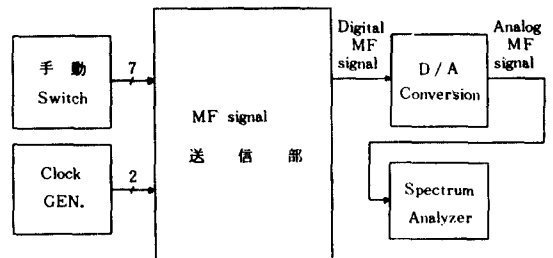 手 動
Switch
7
Clock
GEN.
2
MF signal
送 信 部
Digital
MF
signal
D / A
Conversion
Analog
MF
signal
Spectrum
Analyzer